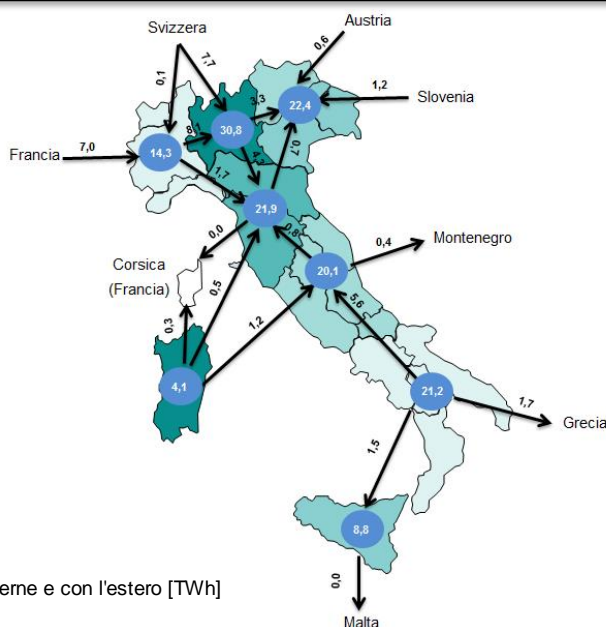 Svizzera
Austria
0,6
7,7
0,1
1,2
Slovenia
3,3
22,4
30,8
Francia
7,0
14,3
0,7
1,7
21,9
0,0
0,8
0,4
Montenegro
Corsica
(Francia)
20,1
0,5
5,6
0,3
1,2
4,1
21,2
1,7
Grecia
1,5
8,8
0,0
erne e con l'estero [TWh]
Malta